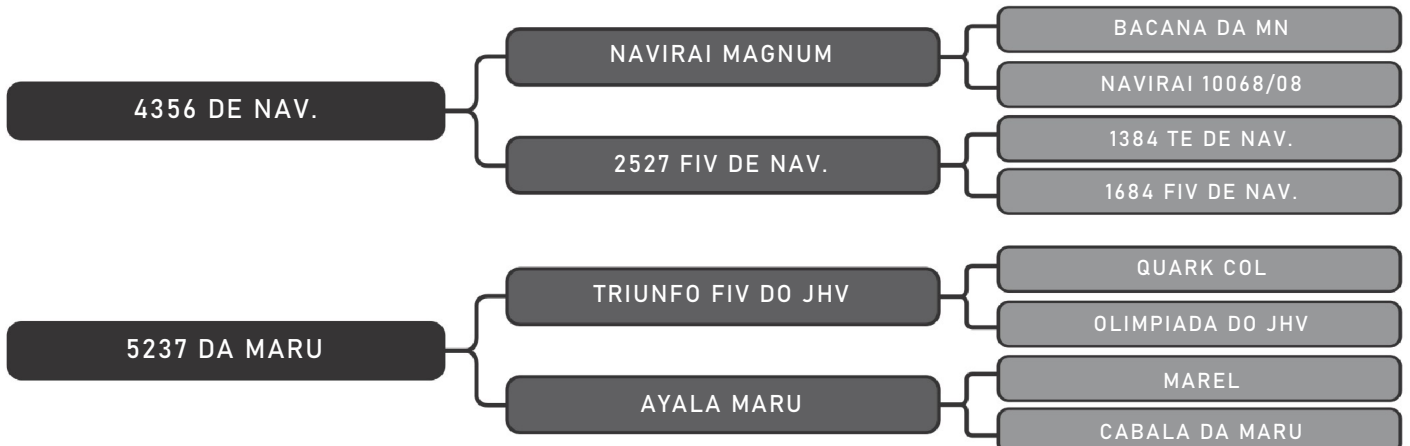 BACANA DA MN
NAVIRAI MAGNUM
NAVIRAI 10068/08
4356 DE NAV.
1384 TE DE NAV.
2527 FIV DE NAV.
1684 FIV DE NAV.
QUARK COL
TRIUNFO FIV DO JHV
OLIMPIADA DO JHV
5237 DA MARU
MAREL
AYALA MARU
CABALA DA MARU